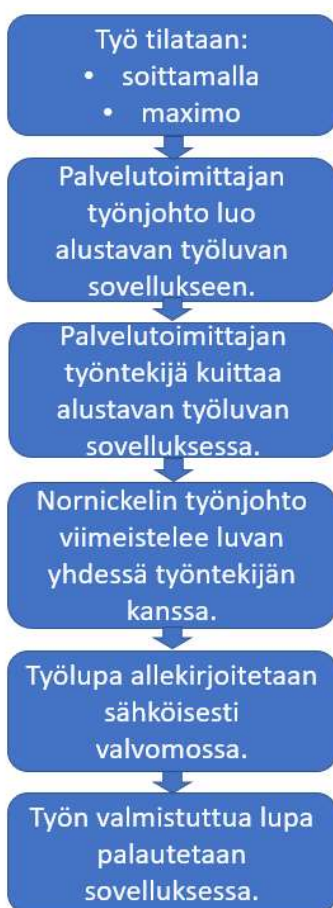 Työ tilataan:
• soittamalla
• maximo
Palvelutoimittajan
työnjohto luo
alustavan työluvan
sovellukseen.
Palvelutoimittajan
työntekijä kuittaa
alustavan työluvan
sovelluksessa.
Nornickelin työnjohto
viimeistelee luvan
yhdessä työntekijän
kanssa.
Työlupa allekirjoitetaan
sähköisesti
valvomossa.
Työn valmistuttua lupa
palautetaan
sovelluksessa.